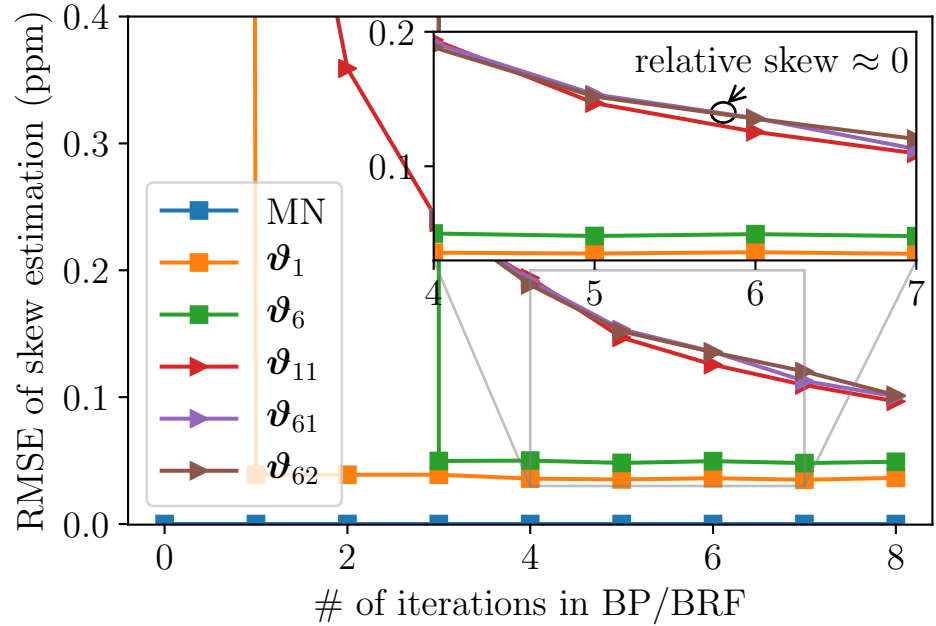 RMSE of skew estimation (ppm)
0.4
0.3
0.2
0.1
0.0
0 2 4 6 8
# of iterations in BP/BRF
MN
ϑ1
ϑ6
ϑ11
ϑ61
ϑ62
0.2
0.1
4 5 6 7
relative skew ≈ 0